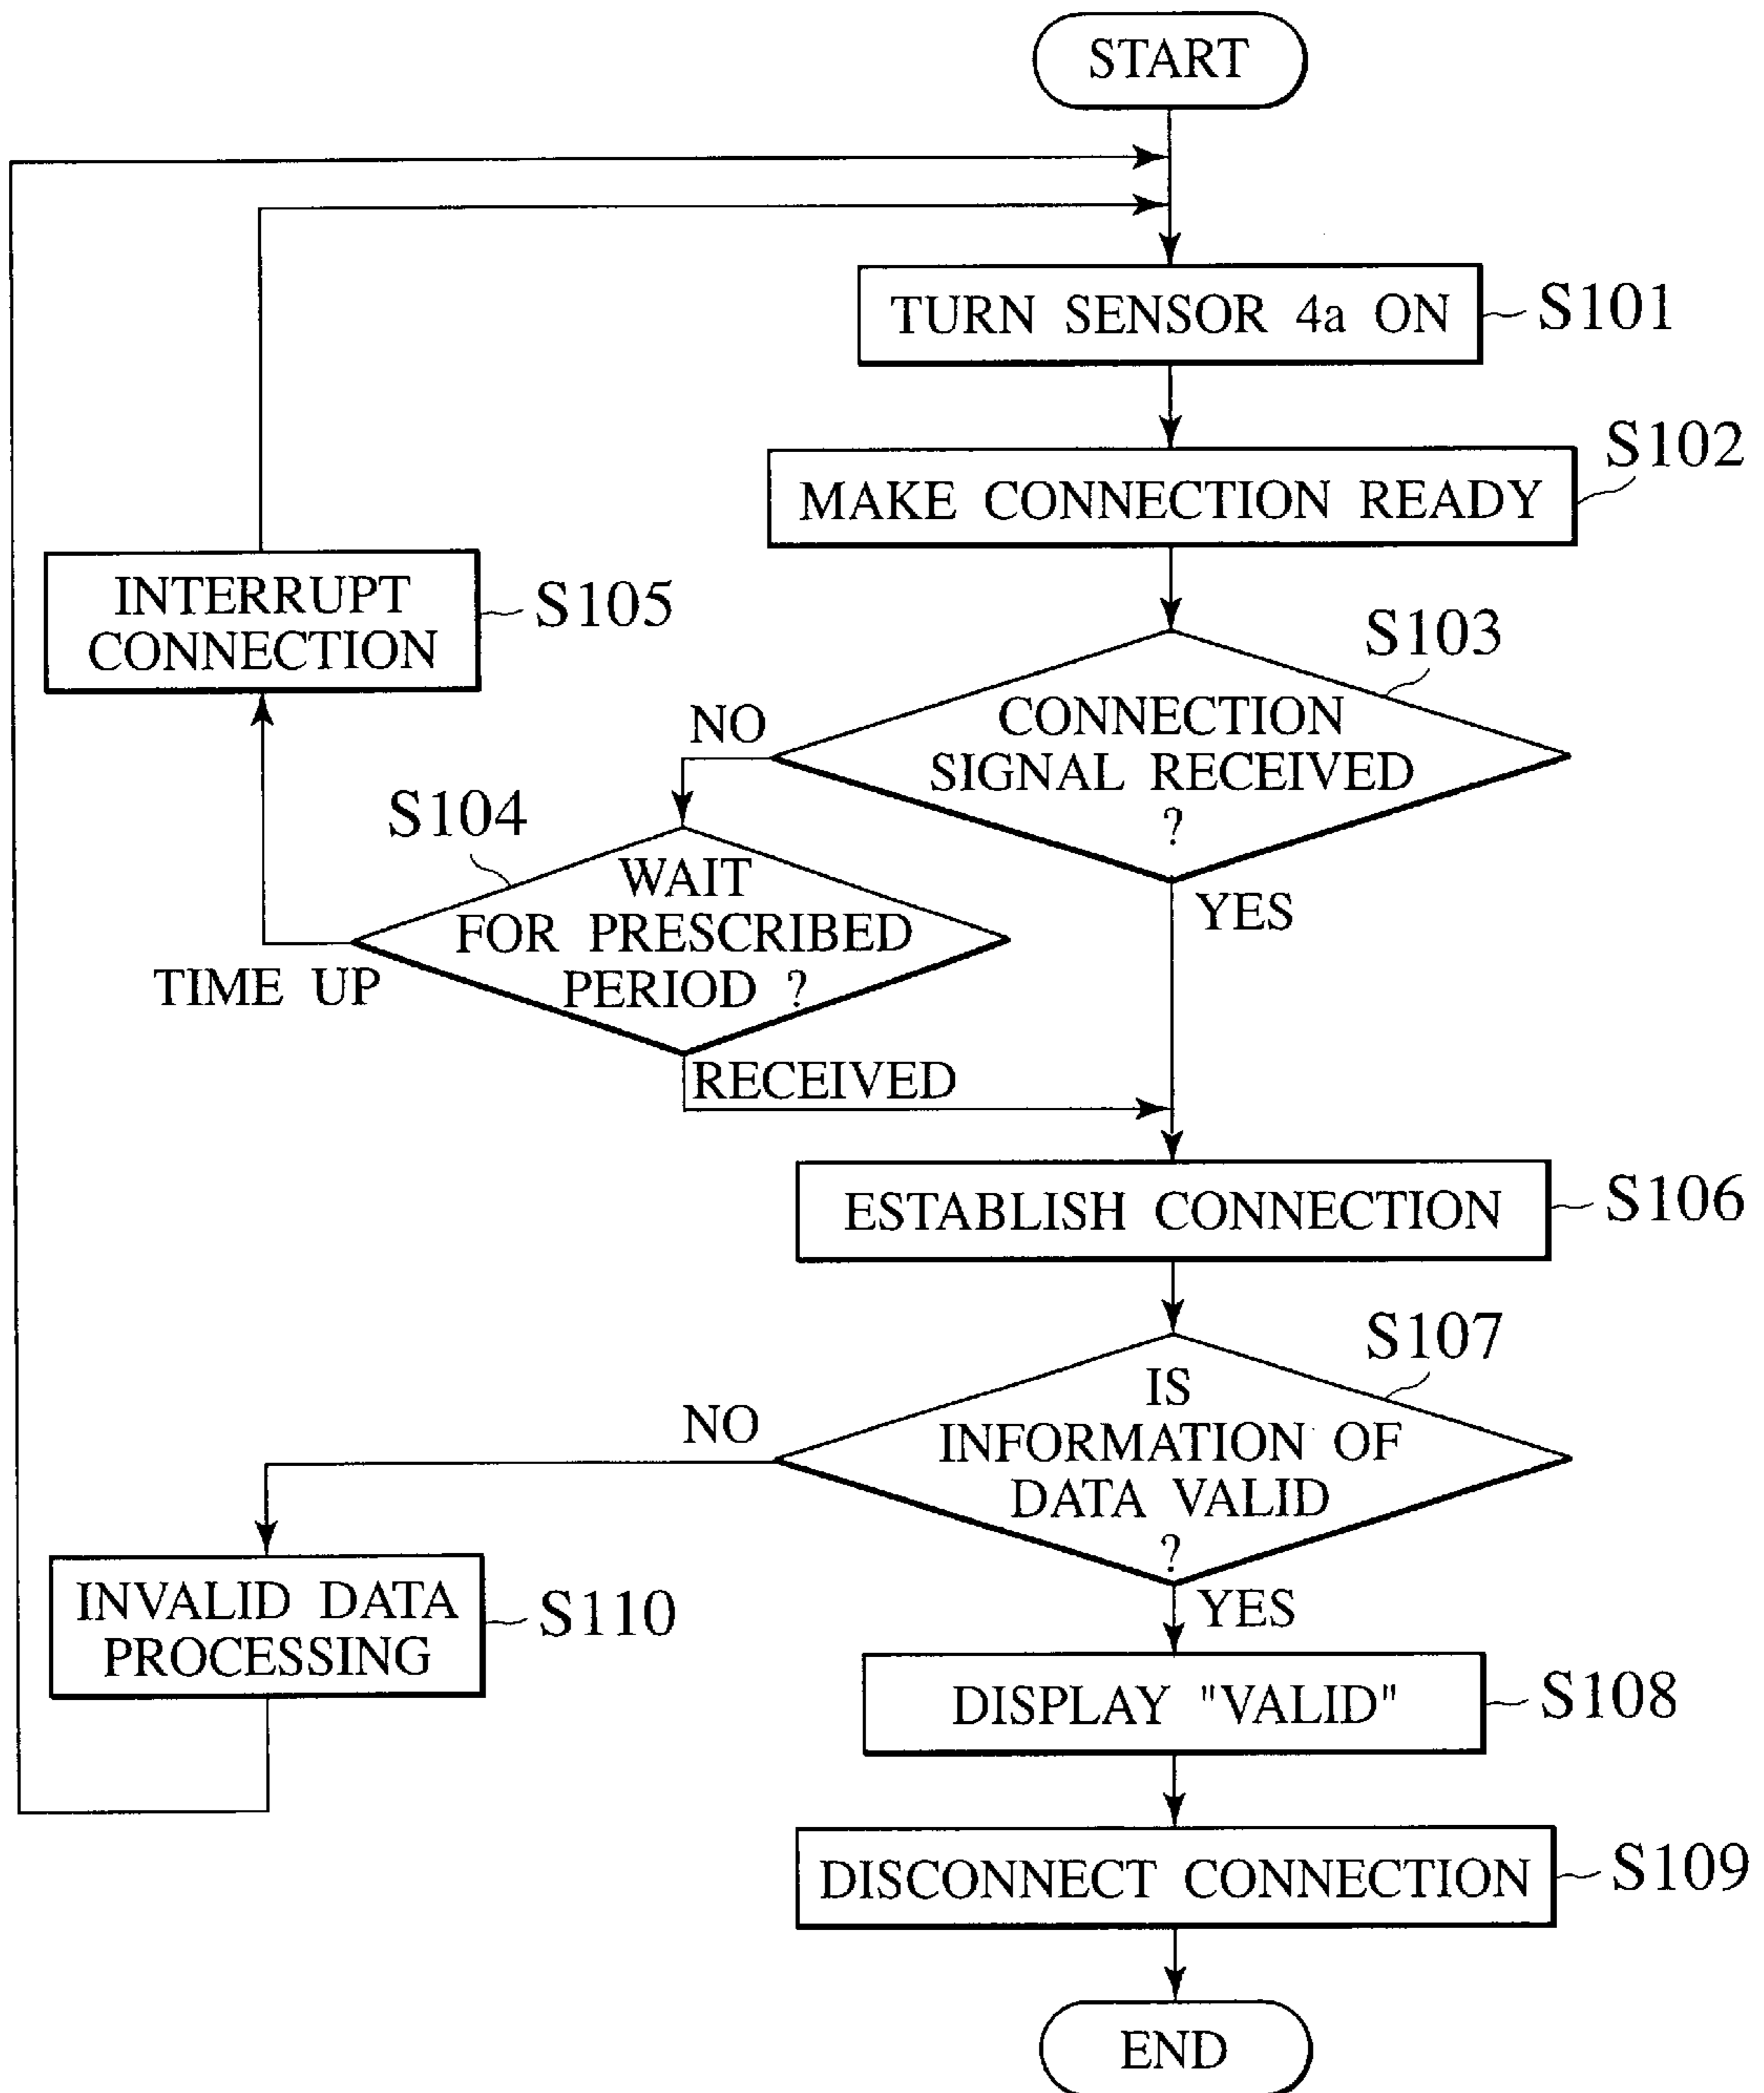 START
TURN SENSOR 4a ON
S101
MAKE CONNECTION READY
S102
INTERRUPT
CONNECTION
S105
S103
CONNECTION
SIGNAL RECEIVED
?
NO
YES
S104
WAIT
FOR PRESCRIBED
PERIOD ?
TIME UP
RECEIVED
ESTABLISH CONNECTION
S106
S107
IS
INFORMATION OF
DATA VALID
?
NO
YES
INVALID DATA
PROCESSING
S110
DISPLAY "VALID"
S108
DISCONNECT CONNECTION
S109
END